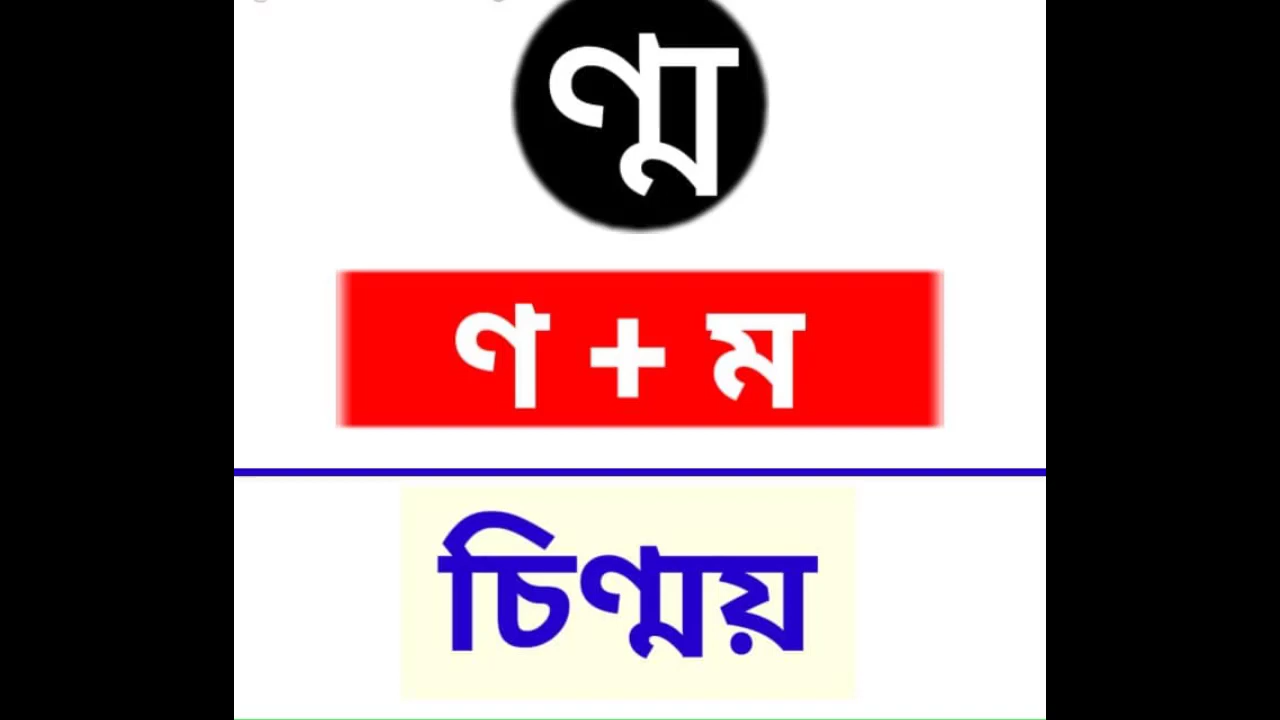 ণ্ম
ণ + ম
চিণ্ময়